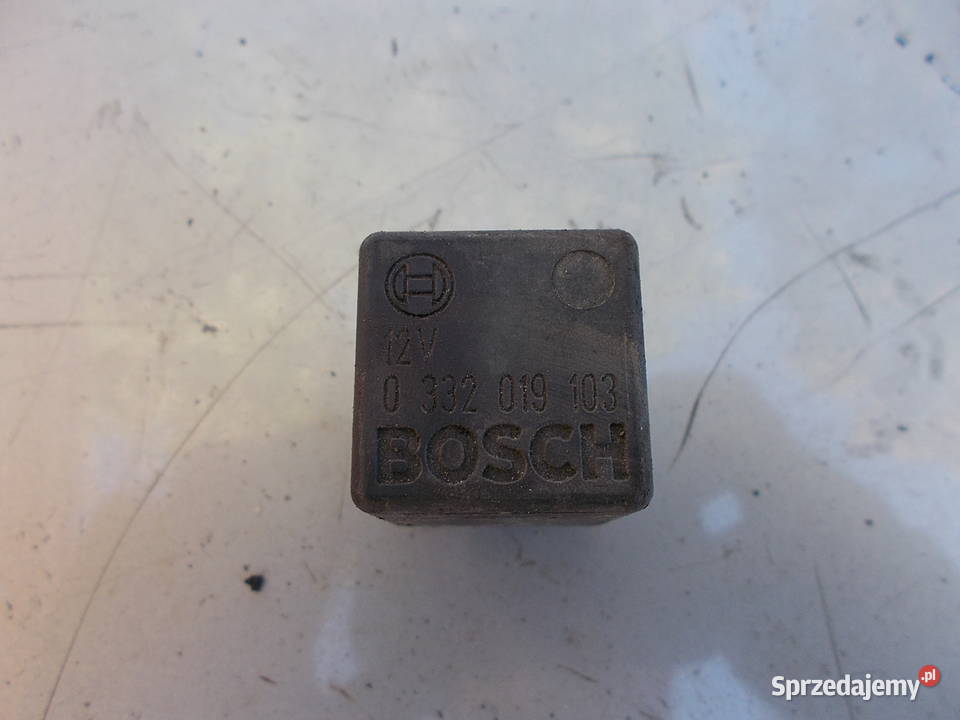 12V
0 332 019 103
BOSCH
Sprzedajemy.pl